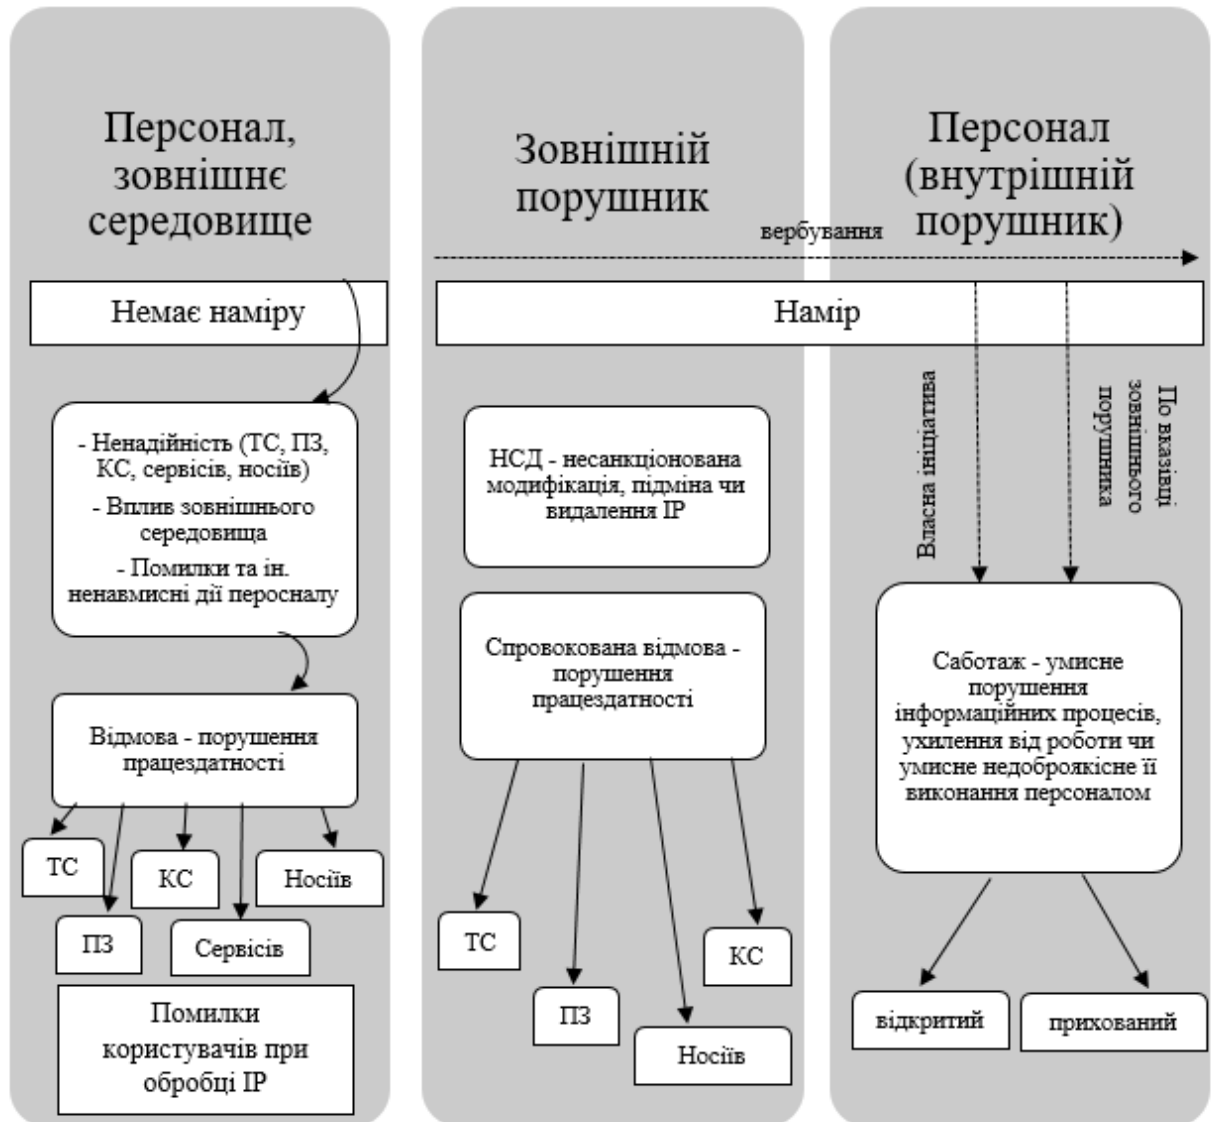 Персонал,
зовнішнє
середовище
Немає наміру
- Ненадійність (ТС, ПЗ,
КС, сервісів, носіїв)
- Вплив зовнішнього
середовища
- Помилки та ін.
ненавмисні дії перосналу
Відмова - порушення
працездатності
ТС
КС
Носіїв
ПЗ
Сервісів
Помилки
користувачів при
обробці ІР
Зовнішній
порушник
вербування
Намір
НСД - несанкціонована
модифікація, підміна чи
видалення ІР
Спровокована відмова -
порушення
працездатності
ТС
КС
ПЗ
Носіїв
Персонал
(внутрішній
порушник)
Власна ініціатива
По вказівці
зовнішнього
порушника
Саботаж - умисне
порушення
інформаційних процесів,
ухилення від роботи чи
умисне недоброякісне її
виконання персоналом
відкритий
прихований